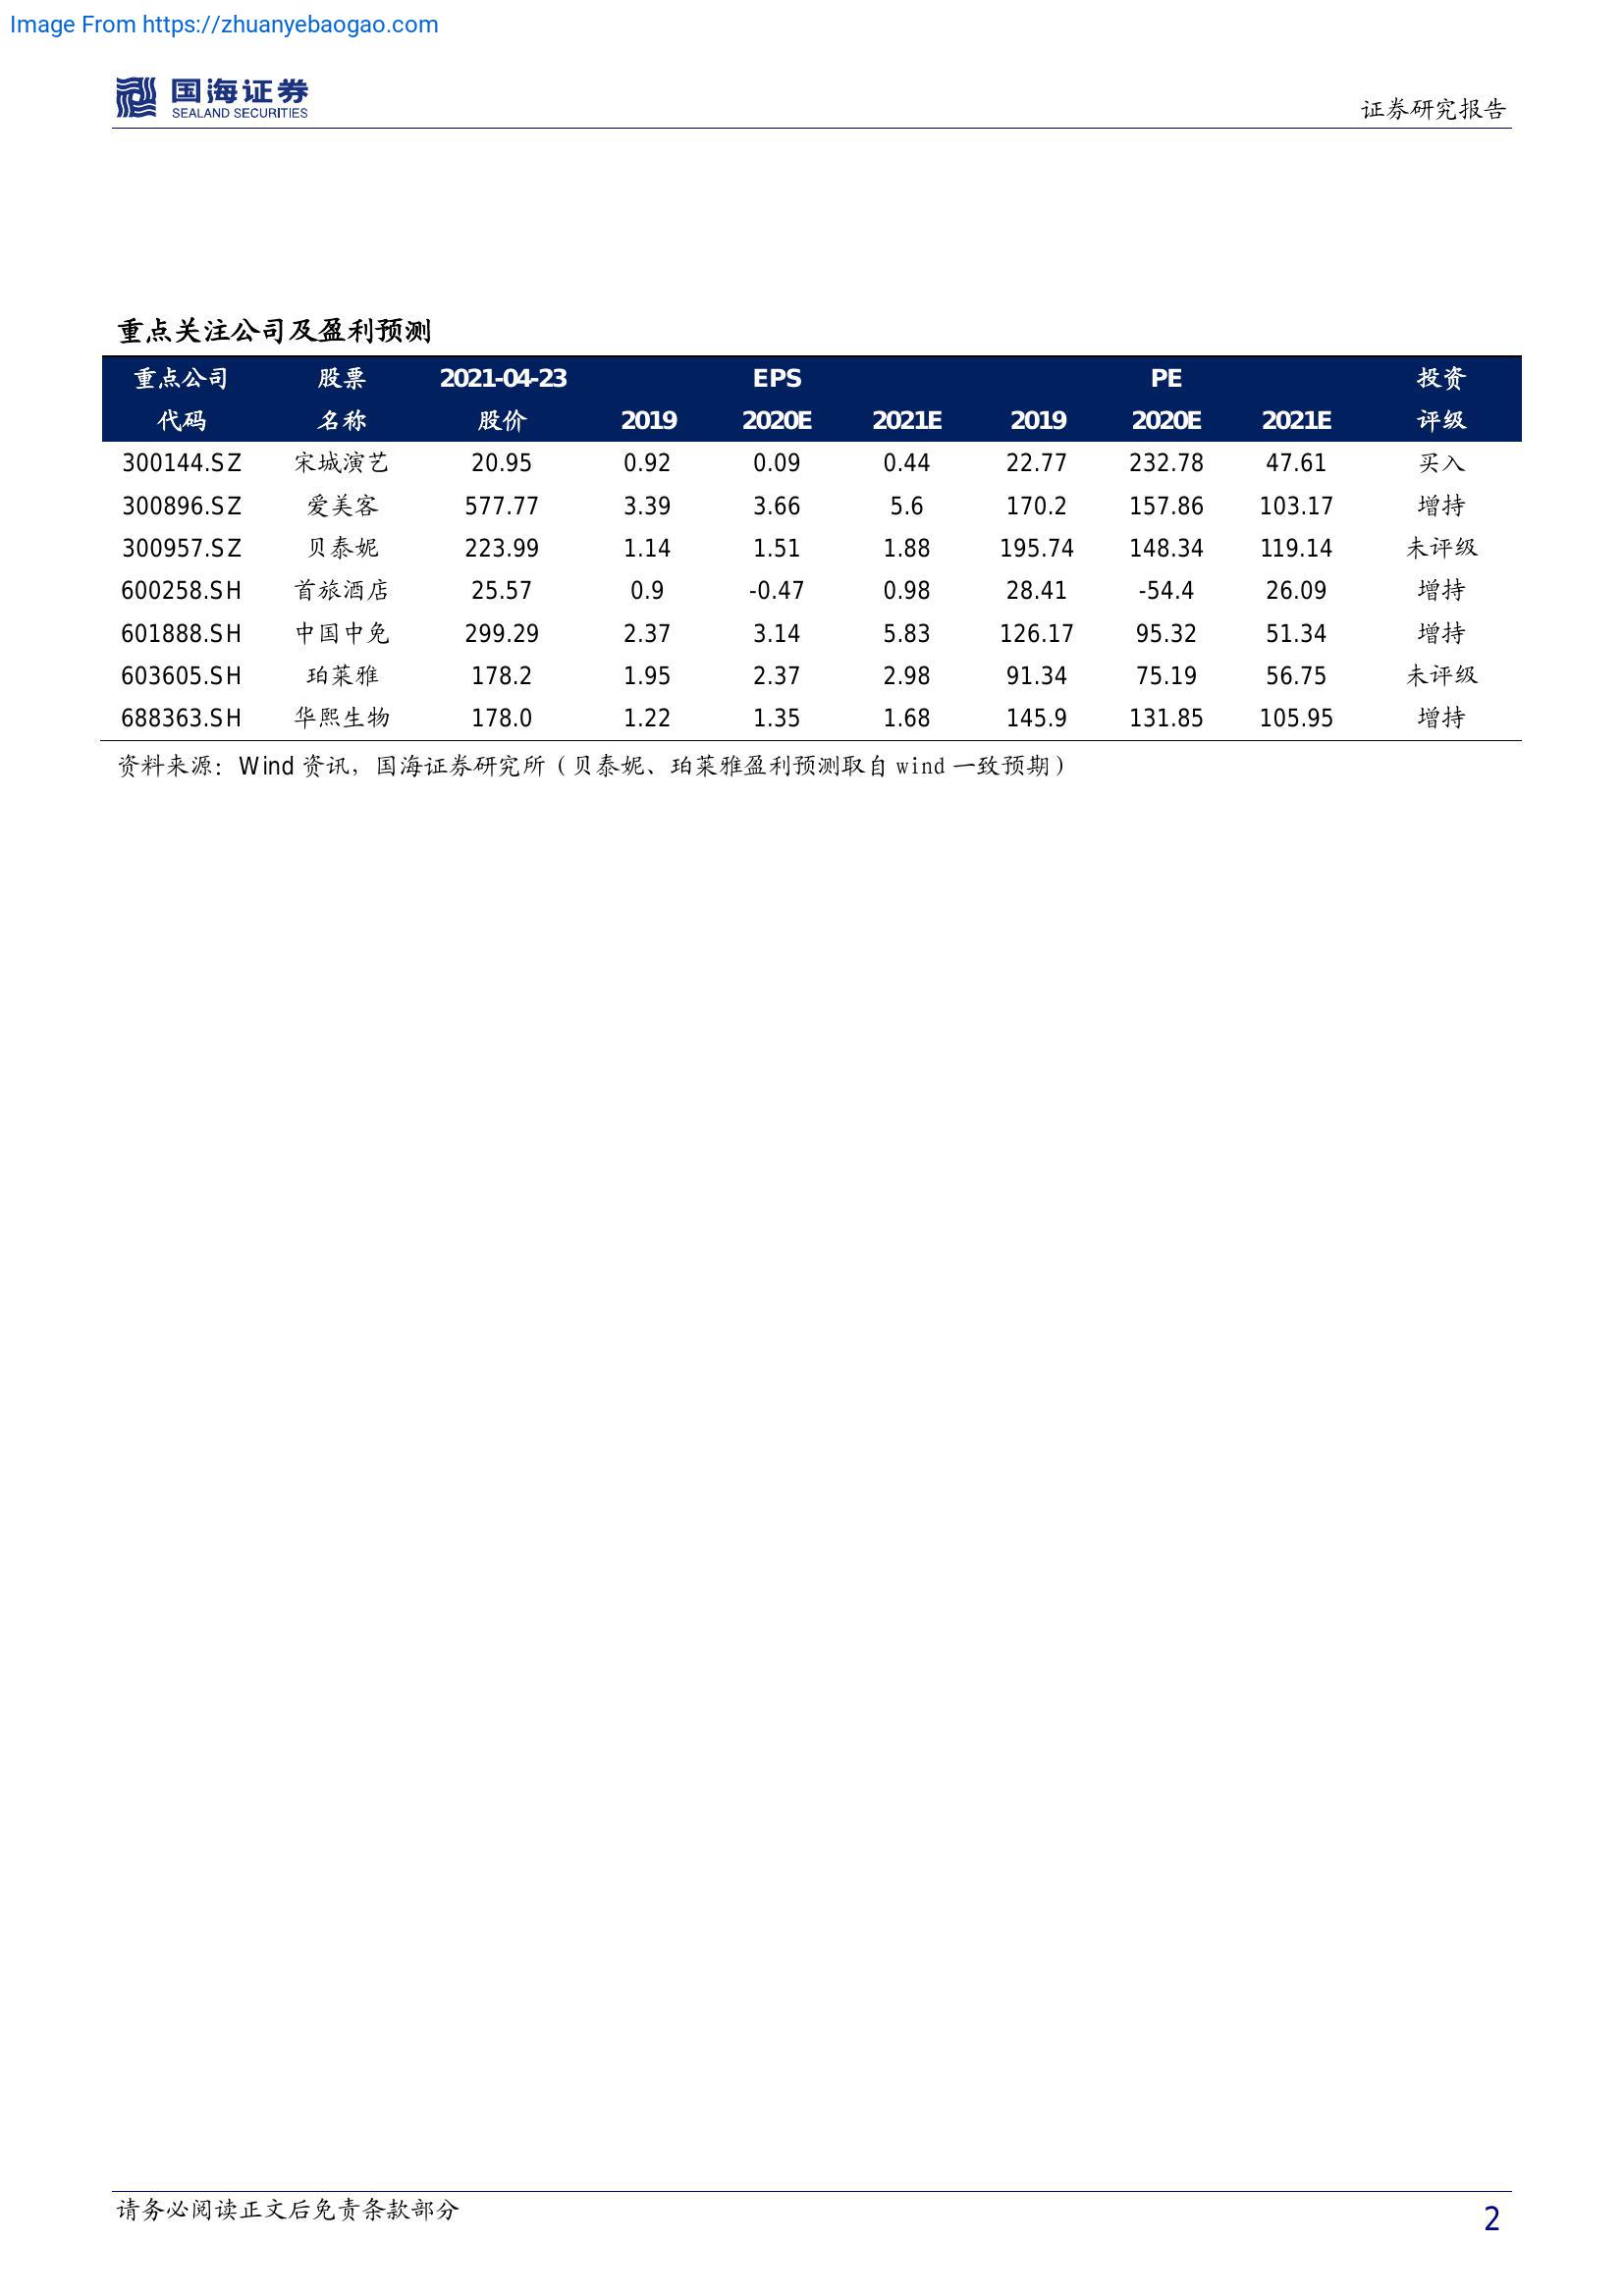 Image From https://zhuanyebaogao.com
国海证券
SEALAND SECURITIES
证券研究报告
重点关注公司及盈利预测
重点公司 股票 2021-04-23 EPS PE 投资
代码 名称 股价 2019 2020E 2021E 2019 2020E 2021E 评级
300144.SZ 宋城演艺 20.95 0.92 0.09 0.44 22.77 232.78 47.61 买入
300896.SZ 爱美客 577.77 3.39 3.66 5.6 170.2 157.86 103.17 增持
300957.SZ 贝泰妮 223.99 1.14 1.51 1.88 195.74 148.34 119.14 未评级
600258.SH 首旅酒店 25.57 0.9 -0.47 0.98 28.41 -54.4 26.09 增持
601888.SH 中国中免 299.29 2.37 3.14 5.83 126.17 95.32 51.34 增持
603605.SH 珀莱雅 178.2 1.95 2.37 2.98 91.34 75.19 56.75 未评级
688363.SH 华熙生物 178.0 1.22 1.35 1.68 145.9 131.85 105.95 增持
资料来源：Wind 资讯，国海证券研究所（贝泰妮、珀莱雅盈利预测取自 wind 一致预期）
请务必阅读正文后免责条款部分
2